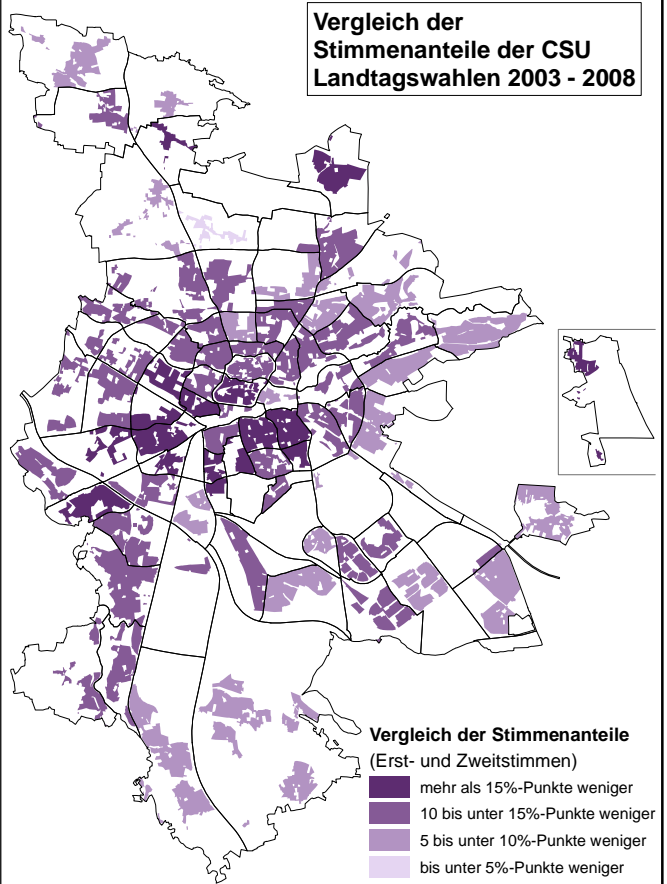 Vergleich der
Stimmenanteile der CSU
Landtagswahlen 2003 - 2008
Vergleich der Stimmenanteile
(Erst- und Zweitstimmen)
mehr als 15%-Punkte weniger
10 bis unter 15%-Punkte weniger
5 bis unter 10%-Punkte weniger
bis unter 5%-Punkte weniger